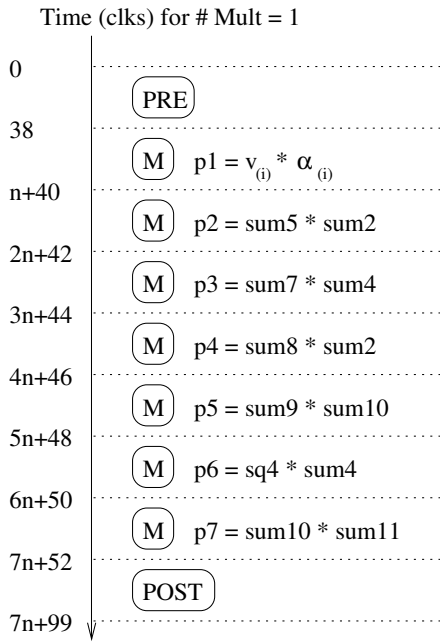 Time (clks) for # Mult = 1
0
PRE
38
M p1 = v(i) * α(i)
n+40
M p2 = sum5 * sum2
2n+42
M p3 = sum7 * sum4
3n+44
M p4 = sum8 * sum2
4n+46
M p5 = sum9 * sum10
5n+48
M p6 = sq4 * sum4
6n+50
M p7 = sum10 * sum11
7n+52
POST
7n+99